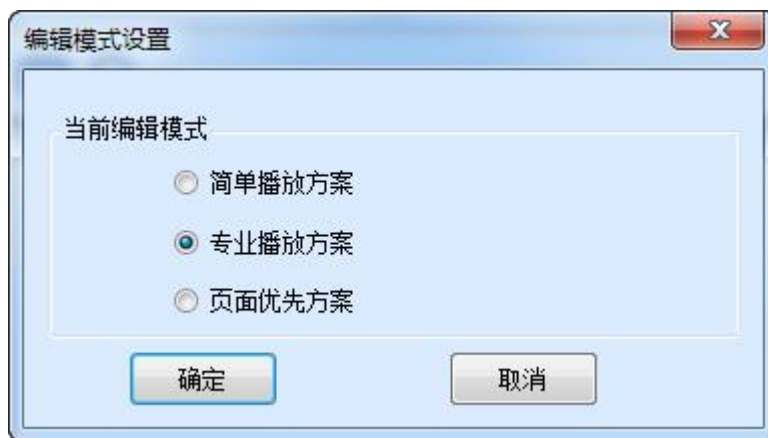 编辑模式设置
当前编辑模式
简单播放方案
专业播放方案
页面优先方案
确定 取消